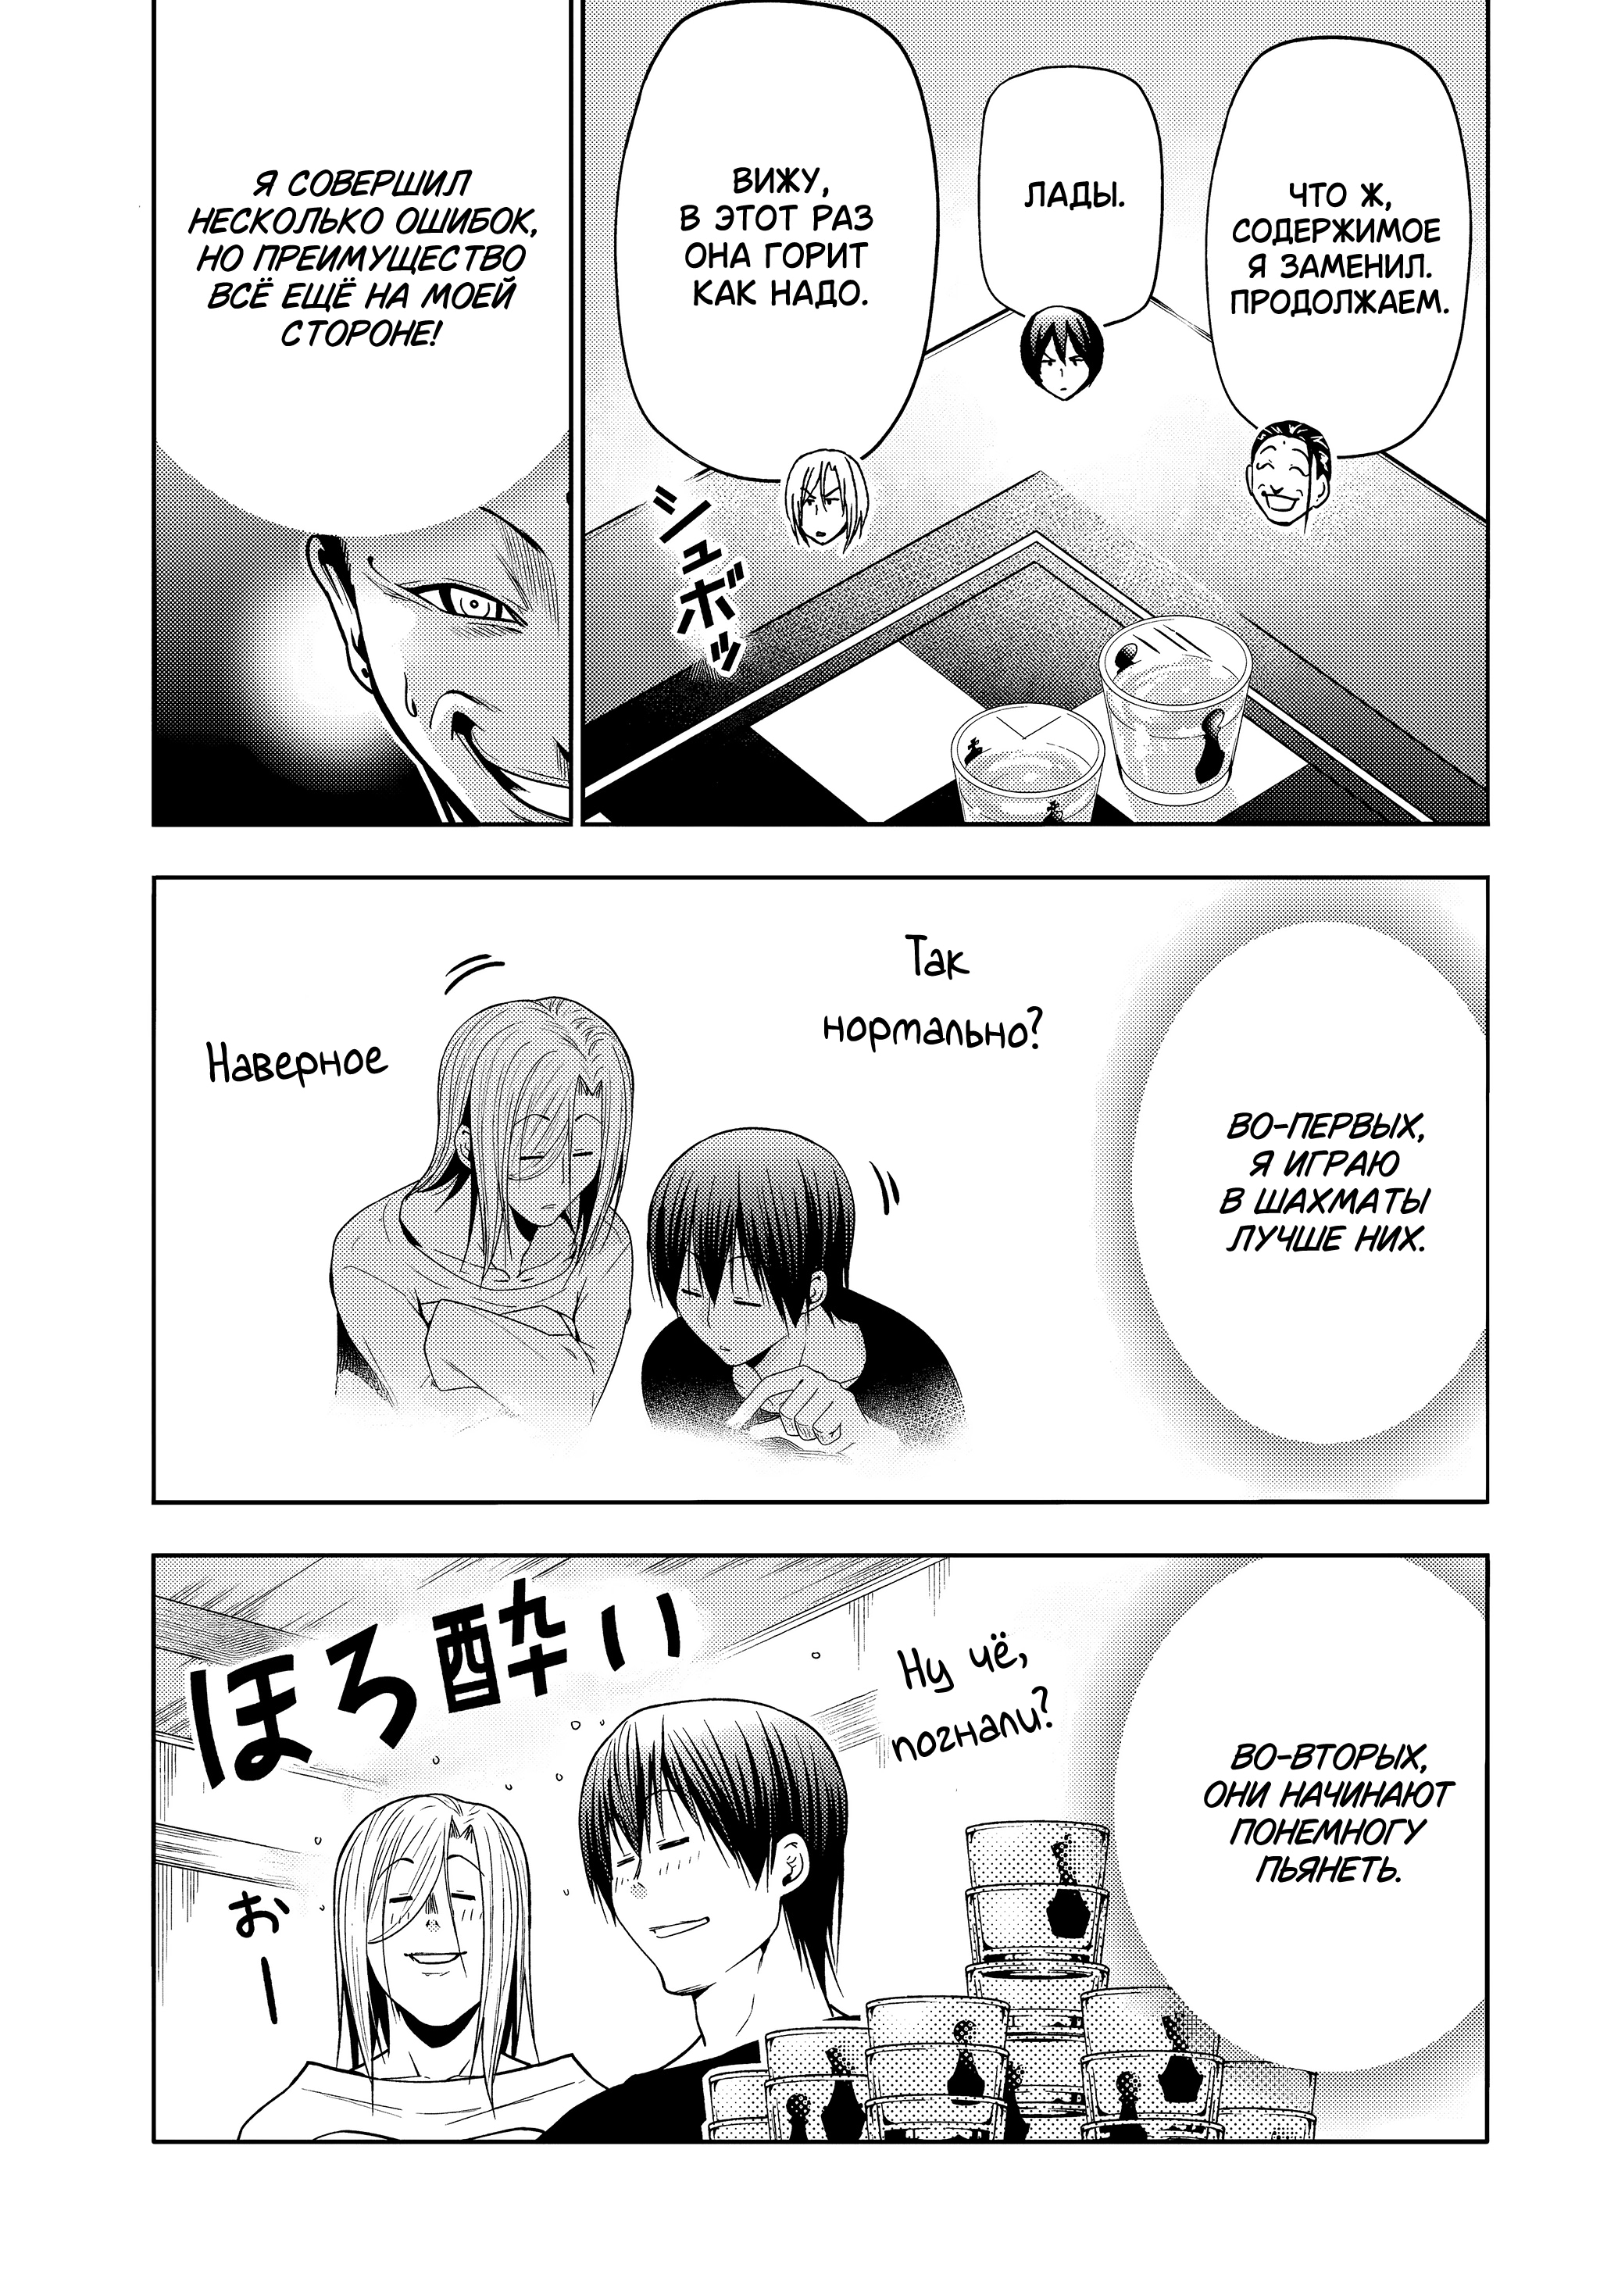 ЧТО Ж,
СОДЕРЖИМОЕ
Я ЗАМЕНИЛ.
ПРОДОЛЖАЕМ.
ЛАДЫ.
ВИЖУ,
В ЭТОТ РАЗ
ОНА ГОРИТ
КАК НАДО.
シュボッ
Я СОВЕРШИЛ
НЕСКОЛЬКО ОШИБОК,
НО ПРЕИМУЩЕСТВО
ВСЁ ЕЩЁ НА МОЕЙ
СТОРОНЕ!
ВО-ПЕРВЫХ,
Я ИГРАЮ
В ШАХМАТЫ
ЛУЧШЕ НИХ.
Так
нормально?
Наверное
ВО-ВТОРЫХ,
ОНИ НАЧИНАЮТ
ПОНЕМНОГУ
ПЬЯНЕТЬ.
Ну чё,
погнали?
ほろ酔い
おー